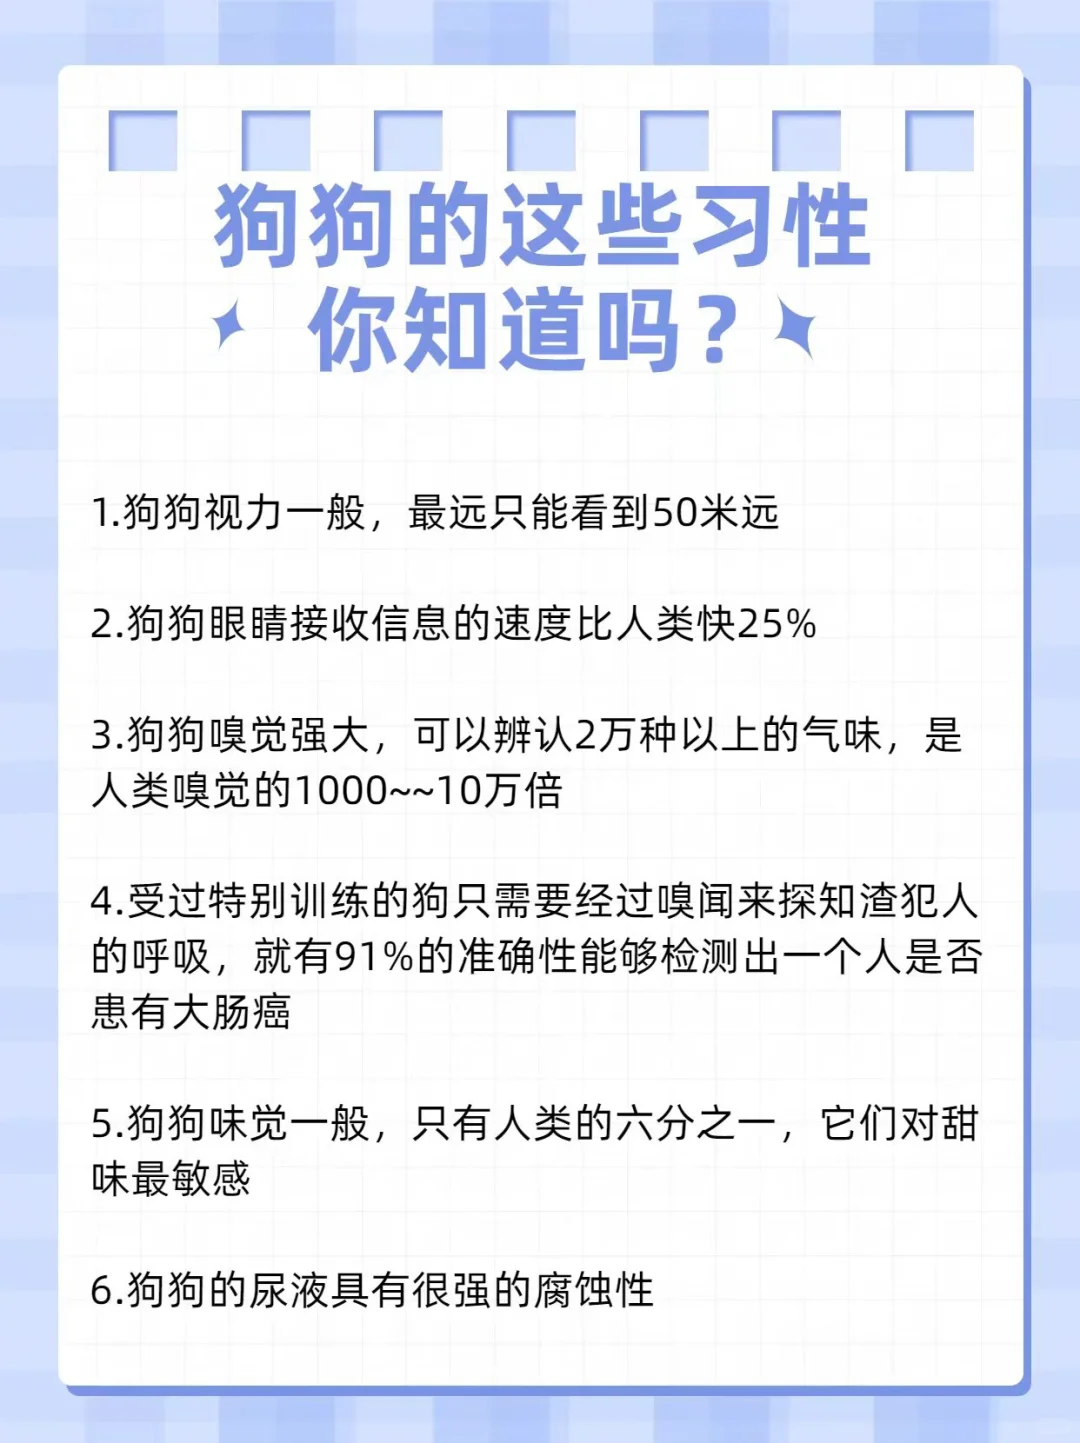 狗狗的这些习性
你知道吗？
1.狗狗视力一般，最远只能看到50米远
2.狗狗眼睛接收信息的速度比人类快25%
3.狗狗嗅觉强大，可以辨认2万种以上的气味，是
人类嗅觉的1000~~10万倍
4.受过特别训练的狗只需要经过嗅闻来探知渣犯人
的呼吸，就有91%的准确性能够检测出一个人是否
患有大肠癌
5.狗狗味觉一般，只有人类的六分之一，它们对甜
味最敏感
6.狗狗的尿液具有很强的腐蚀性